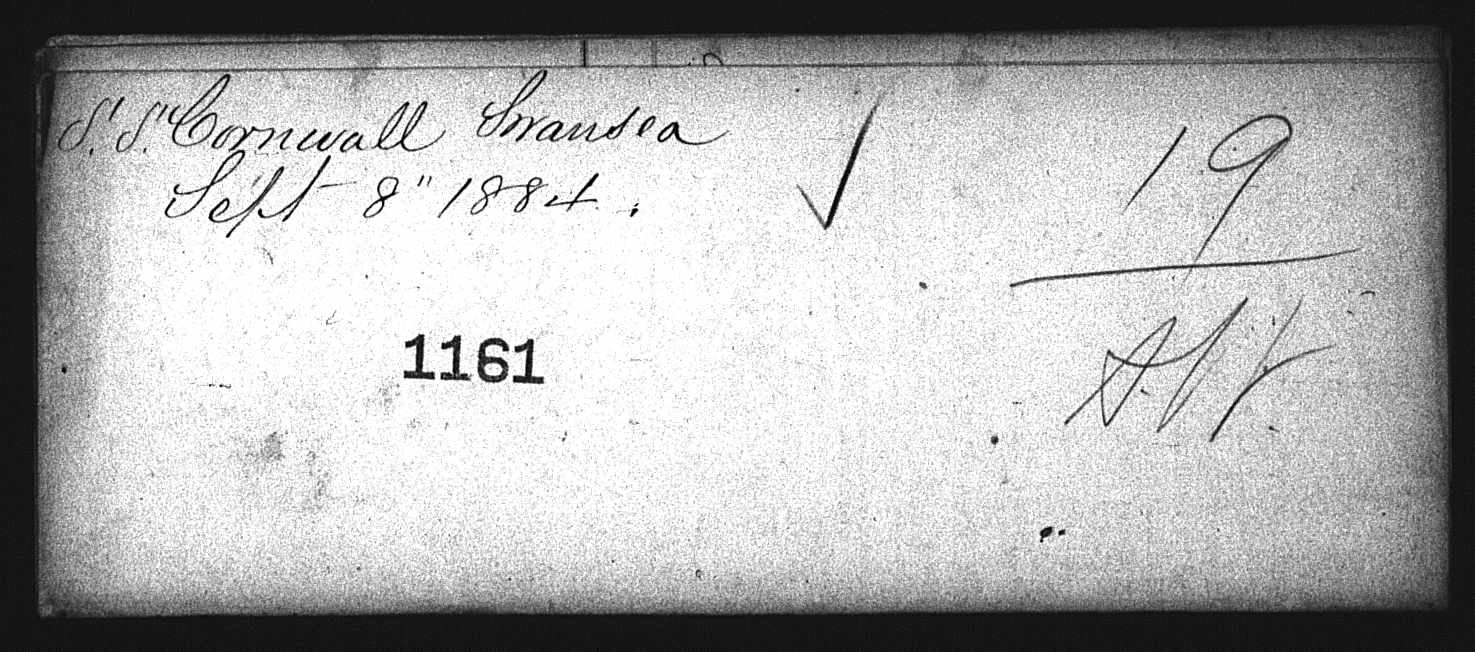 S.S. Cornwall Swansea
Sept 8" 1884.
19
1161